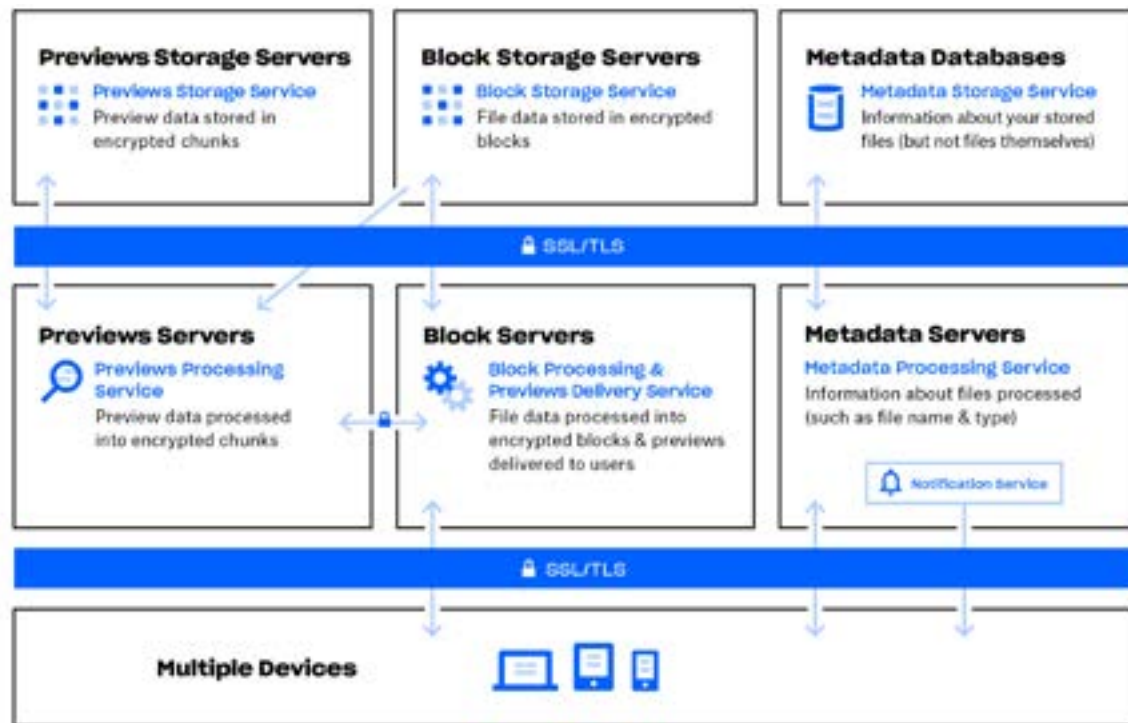 Previews Storage Servers
Previews Storage Service
Preview data stored in
encrypted chunks
Block Storage Servers
Block Storage Service
File data stored in encrypted
blocks
Metadata Databases
Metadata Storage Service
Information about your stored
files (but not files themselves)
SSL/TLS
Previews Servers
Previews Processing
Service
Preview data processed
into encrypted chunks
Block Servers
Block Processing &
Previews Delivery Service
File data processed into
encrypted blocks & previews
delivered to users
Metadata Servers
Metadata Processing Service
Information about files processed
(such as file name & type)
Notification Service
SSL/TLS
Multiple Devices